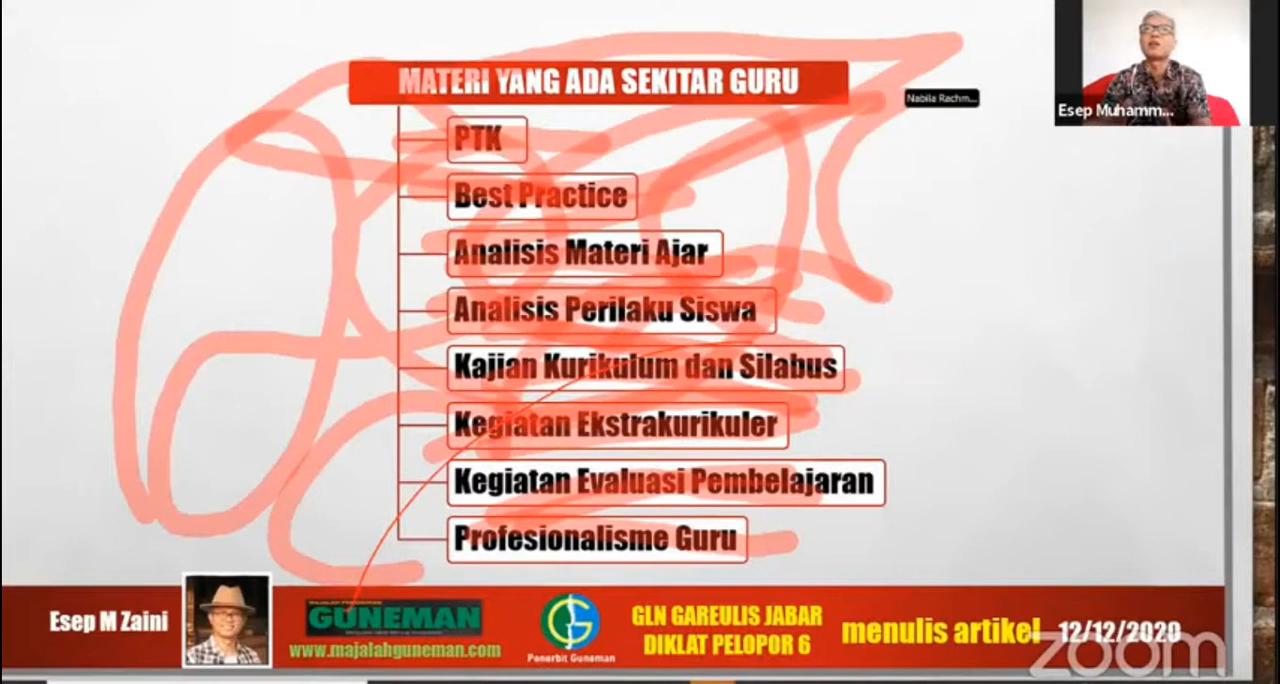 MATERI YANG ADA SEKITAR GURU
Nabila Rachm...
Esep Muhamm...
PTK
Best Practice
Analisis Materi Ajar
Analisis Perilaku Siswa
Kajian Kurikulum dan Silabus
Kegiatan Ekstrakurikuler
Kegiatan Evaluasi Pembelajaran
Profesionalisme Guru
Esep M Zaini
GUNEMAN
www.majalahguneman.com
Penerbit Guneman
GLN GAREULIS JABAR
DIKLAT PELOPOR 6
menulis artikel
12/12/2020
zoom